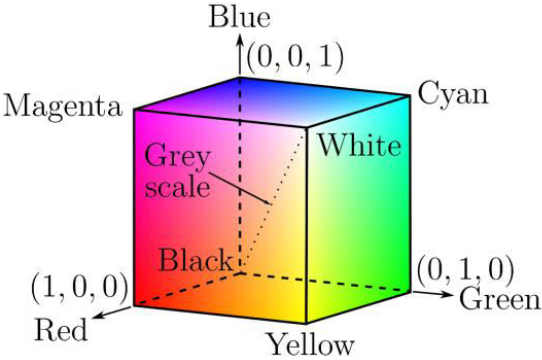 Blue
(0, 0, 1)
Magenta
Cyan
White
Grey
scale
Black
(1, 0, 0)
(0, 1, 0)
Red
Green
Yellow